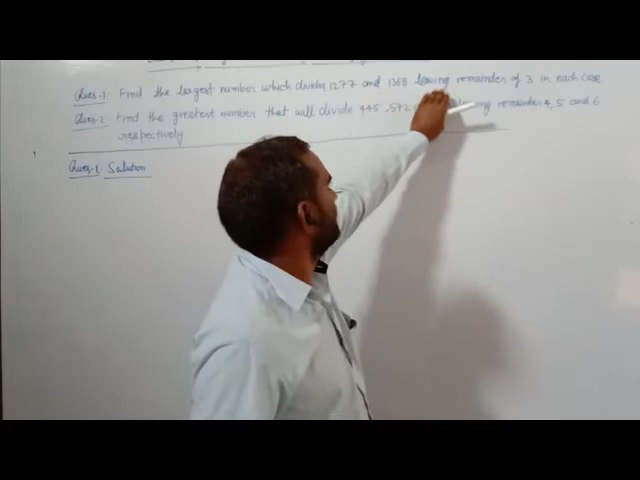 Ques-1. Find the largest number which divides 1277 and 1368 leaving remainder of 3 in each case
Ques-2. Find the greatest number that will divide 445, 572 remainder 4, 5 and 6
respectively
Ques-1. Solution